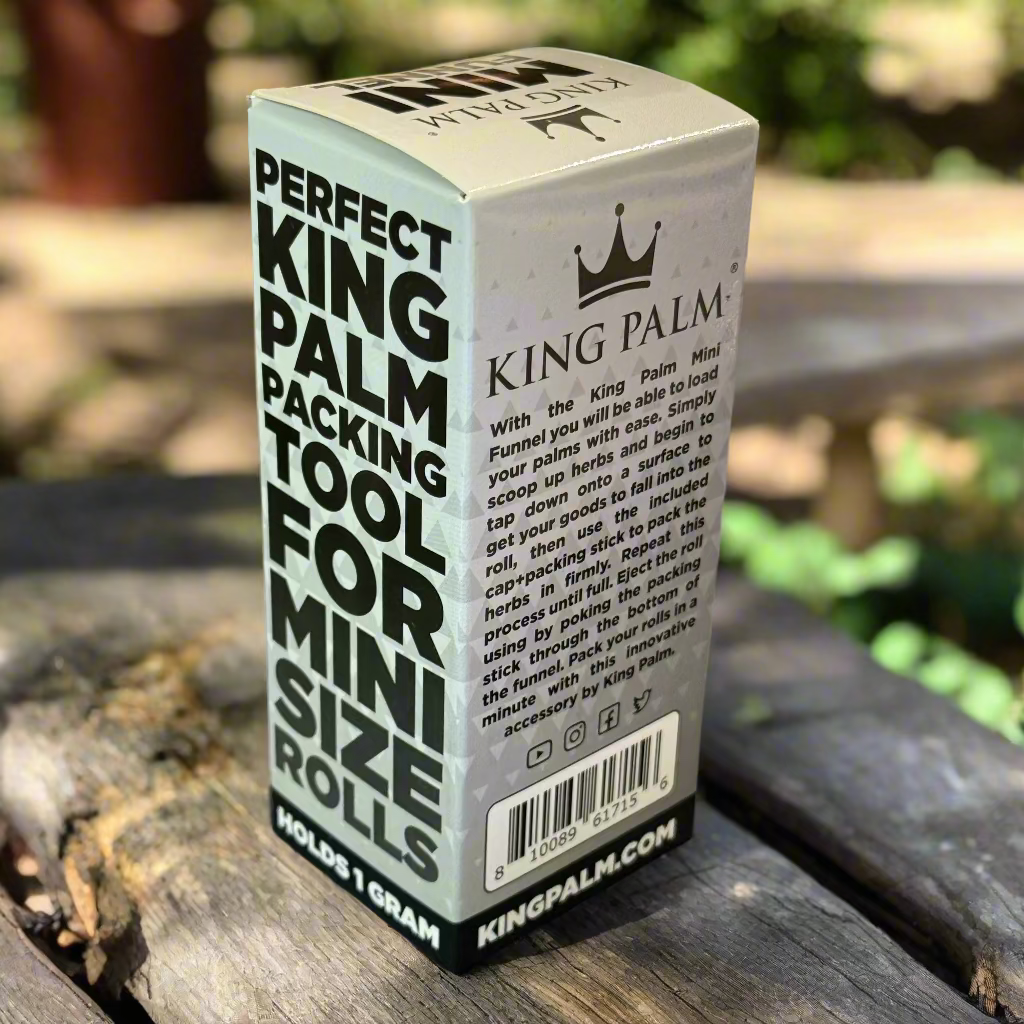 KING PALM
MINI
FUNNEL
PERFECT
KING
PALM
PACKING
TOOL
FOR
MINI
SIZE
ROLLS
HOLDS 1 GRAM
KING PALM®
With the King Palm Mini
Funnel you will be able to load
your palms with ease. Simply
scoop up herbs and begin to
tap down onto a surface to
get your goods to fall into the
roll, then use the included
cap+packing stick to pack the
herbs in firmly. Repeat this
process until full. Eject the roll
using by poking the packing
stick through the bottom of
the funnel. Pack your rolls in a
minute with this innovative
accessory by King Palm.
8 10089 61715 6
KINGPALM.COM